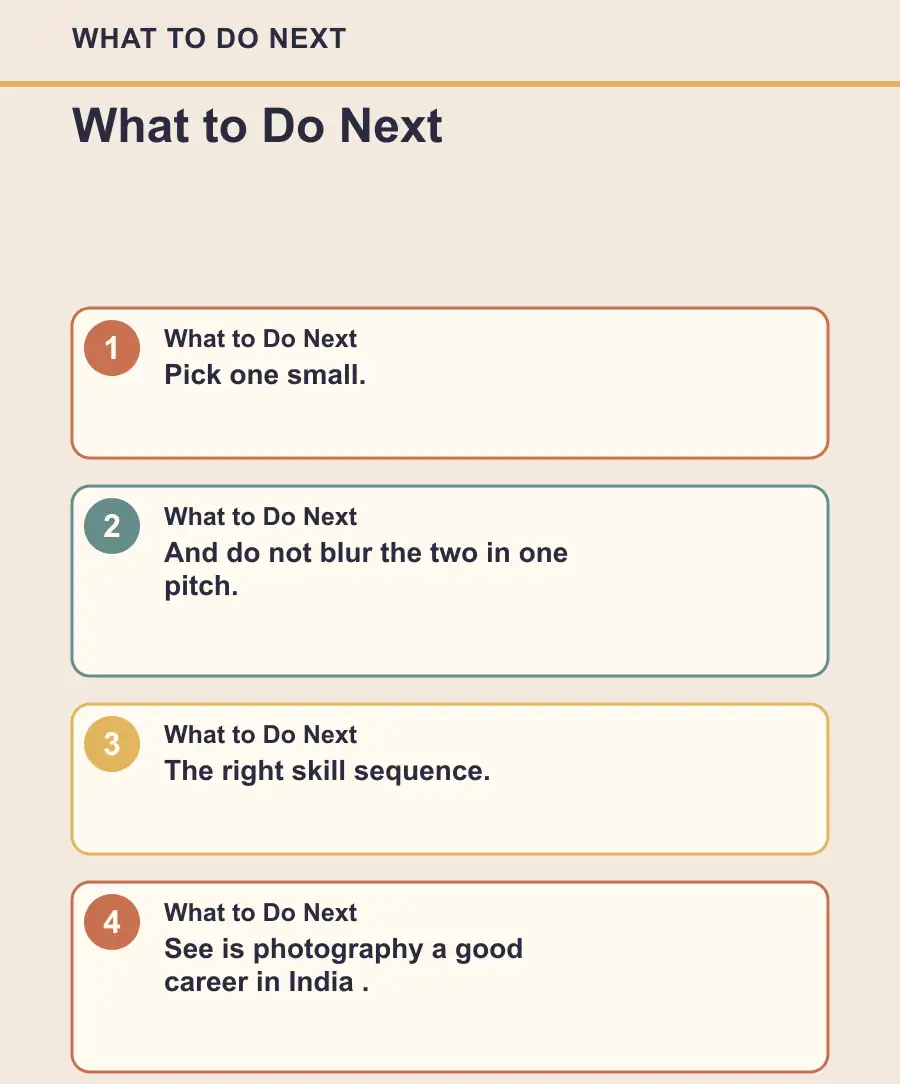 WHAT TO DO NEXT
What to Do Next
1
What to Do Next
Pick one small.
2
What to Do Next
And do not blur the two in one
pitch.
3
What to Do Next
The right skill sequence.
4
What to Do Next
See is photography a good
career in India .